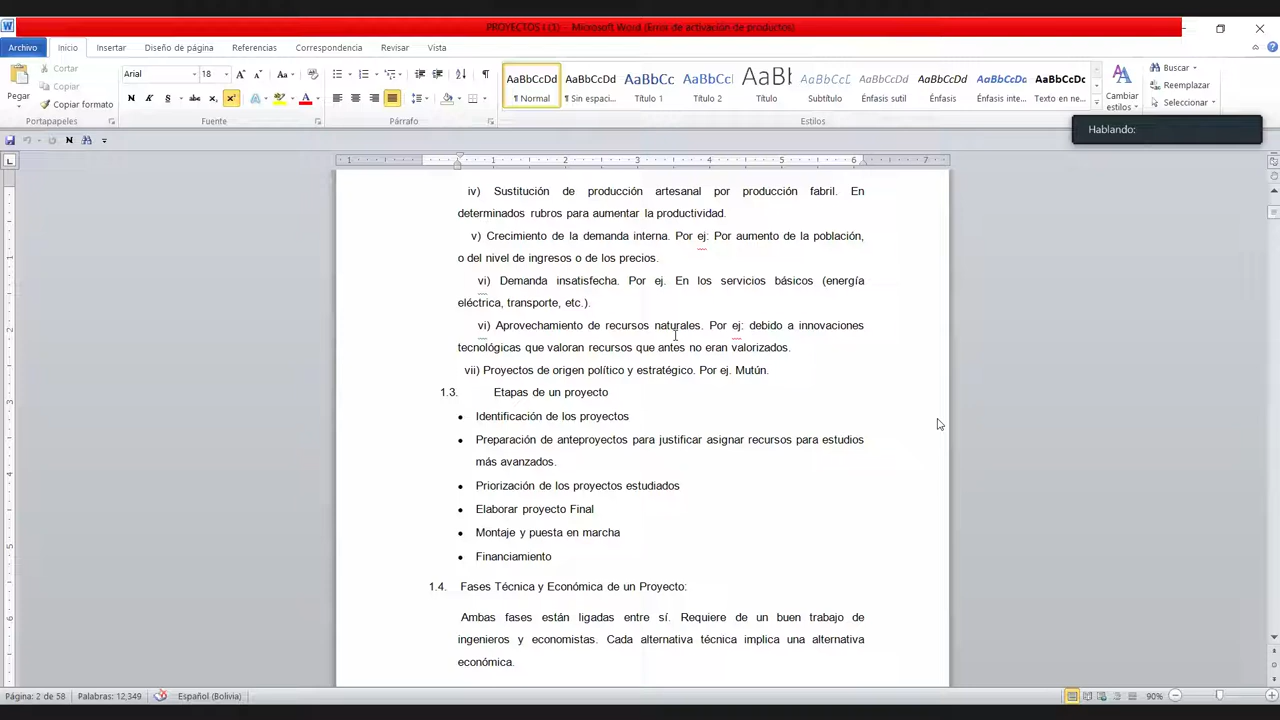 PROYECTOS I (1) - Microsoft Word (Error de activación de productos)
Archivo Inicio Insertar Diseño de página Referencias Correspondencia Revisar Vista
Pegar
Cortar
Copiar
Copiar formato
Portapapeles
Arial 18
Fuente
Párrafo
AaBbCcDd AaBbCcDd AaBbCc AaBbCc AaBb AaBbCcDd AaBbCcDd AaBbCcDd AaBbCcDd AaBbCcDc
¶ Normal ¶ Sin espaci... Título 1 Título 2 Título Subtítulo Énfasis sutil Énfasis Énfasis inte... Texto en ne...
Estilos
Cambiar estilos
Buscar
Reemplazar
Seleccionar
Hablando:
1 1 2 3 4 5 6 7
iv) Sustitución de producción artesanal por producción fabril. En
determinados rubros para aumentar la productividad.
v) Crecimiento de la demanda interna. Por ej: Por aumento de la población,
o del nivel de ingresos o de los precios.
vi) Demanda insatisfecha. Por ej. En los servicios básicos (energía
eléctrica, transporte, etc.).
vi) Aprovechamiento de recursos naturales. Por ej: debido a innovaciones
tecnológicas que valoran recursos que antes no eran valorizados.
vii) Proyectos de origen político y estratégico. Por ej. Mutún.
1.3. Etapas de un proyecto
• Identificación de los proyectos
• Preparación de anteproyectos para justificar asignar recursos para estudios
más avanzados.
• Priorización de los proyectos estudiados
• Elaborar proyecto Final
• Montaje y puesta en marcha
• Financiamiento
1.4. Fases Técnica y Económica de un Proyecto:
Ambas fases están ligadas entre sí. Requiere de un buen trabajo de
ingenieros y economistas. Cada alternativa técnica implica una alternativa
económica.
Página: 2 de 58 Palabras: 12,349 Español (Bolivia) 90%